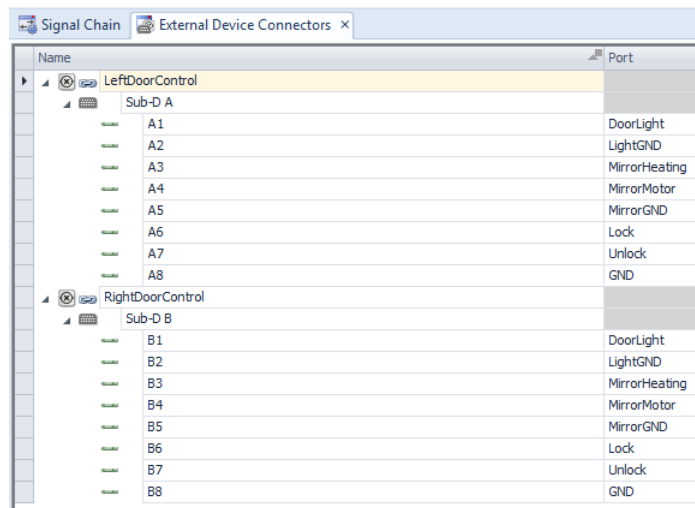 Signal Chain External Device Connectors ×
Name Port
LeftDoorControl
Sub-D A
A1 DoorLight
A2 LightGND
A3 MirrorHeating
A4 MirrorMotor
A5 MirrorGND
A6 Lock
A7 Unlock
A8 GND
RightDoorControl
Sub-D B
B1 DoorLight
B2 LightGND
B3 MirrorHeating
B4 MirrorMotor
B5 MirrorGND
B6 Lock
B7 Unlock
B8 GND